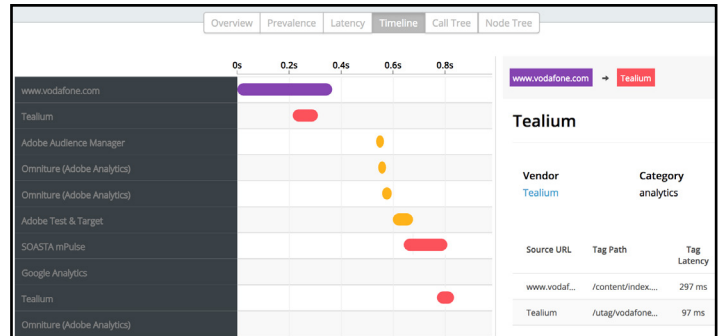 Overview Prevalence Latency Timeline Call Tree Node Tree
0s 0.2s 0.4s 0.6s 0.8s
www.vodafone.com
Tealium
Adobe Audience Manager
Omniture (Adobe Analytics)
Omniture (Adobe Analytics)
Adobe Test & Target
SOASTA mPulse
Google Analytics
Tealium
Omniture (Adobe Analytics)
www.vodafone.com → Tealium
Tealium
Vendor Category
Tealium analytics
Source URL Tag Path Tag
Latency
www.vodaf... /content/index.... 297 ms
Tealium /utag/vodafone... 97 ms